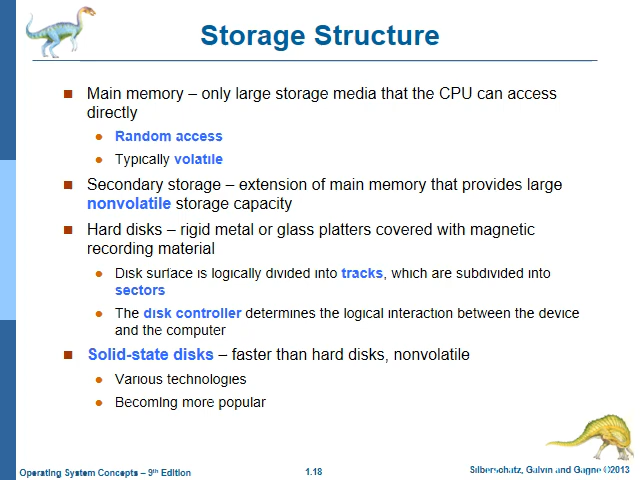 Storage Structure
Main memory – only large storage media that the CPU can access
directly
Random access
Typically volatile
Secondary storage – extension of main memory that provides large
nonvolatile storage capacity
Hard disks – rigid metal or glass platters covered with magnetic
recording material
Disk surface is logically divided into tracks, which are subdivided into
sectors
The disk controller determines the logical interaction between the device
and the computer
Solid-state disks – faster than hard disks, nonvolatile
Various technologies
Becoming more popular
Operating System Concepts – 9th Edition
1.18
Silberschatz, Galvin and Gagne ©2013